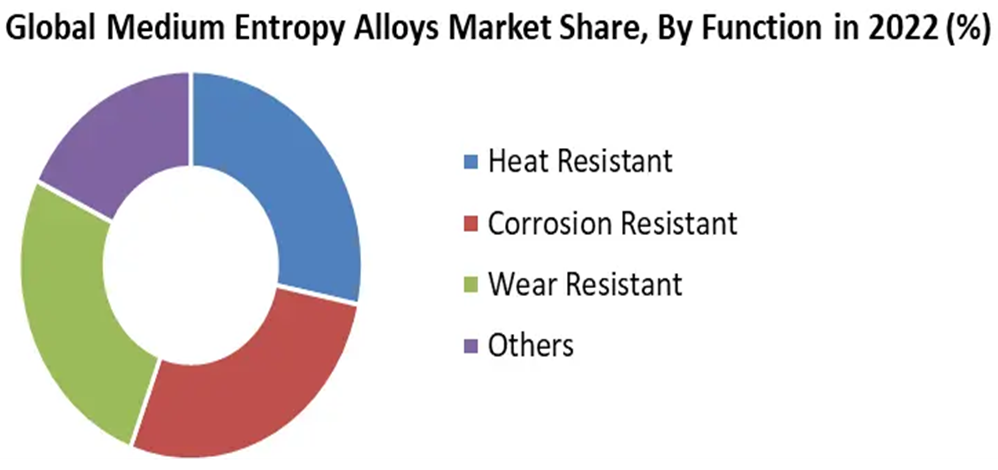 Global Medium Entropy Alloys Market Share, By Function in 2022 (%)
Heat Resistant
Corrosion Resistant
Wear Resistant
Others